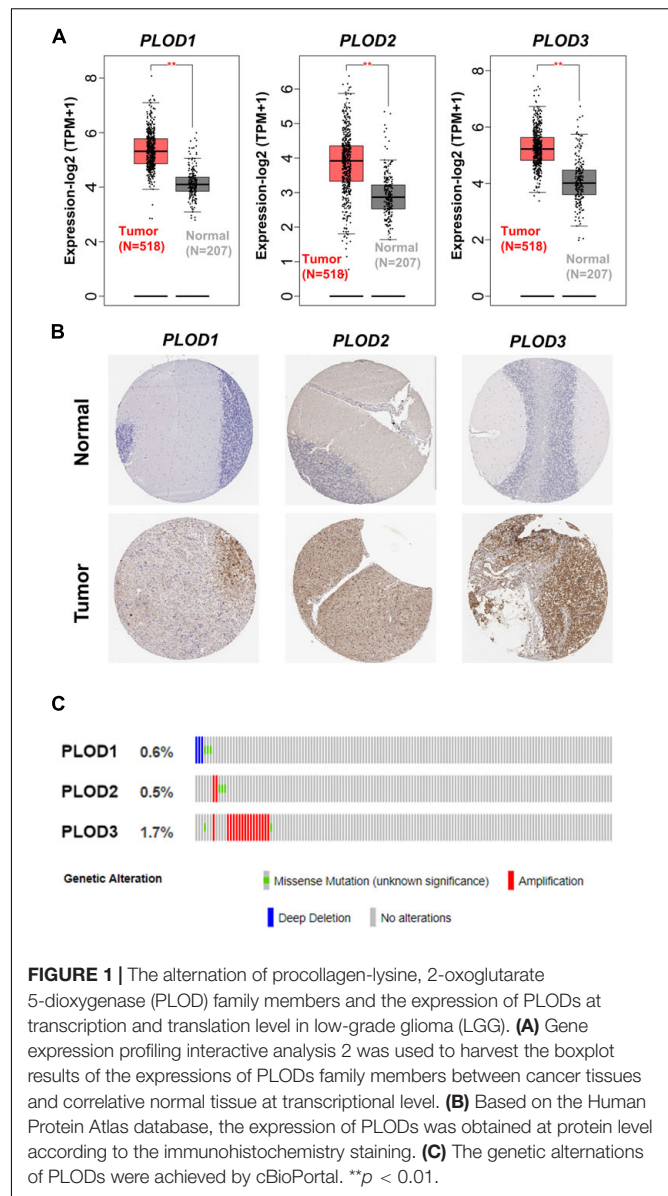 A
PLOD1 PLOD2 PLOD3
** ** **
Expression-log2 (TPM+1)
8
6
4
2
0
Tumor
(N=518)
Normal
(N=207)
Expression-log2 (TPM+1)
6
5
4
3
2
1
0
Tumor
(N=518)
Normal
(N=207)
Expression-log2 (TPM+1)
8
6
4
2
0
Tumor
(N=518)
Normal
(N=207)
B
PLOD1 PLOD2 PLOD3
Normal
Tumor
C
PLOD1 0.6%
PLOD2 0.5%
PLOD3 1.7%
Genetic Alteration
Missense Mutation (unknown significance) Amplification
Deep Deletion No alterations
FIGURE 1 | The alternation of procollagen-lysine, 2-oxoglutarate
5-dioxygenase (PLOD) family members and the expression of PLODs at
transcription and translation level in low-grade glioma (LGG). (A) Gene
expression profiling interactive analysis 2 was used to harvest the boxplot
results of the expressions of PLODs family members between cancer tissues
and correlative normal tissue at transcriptional level. (B) Based on the Human
Protein Atlas database, the expression of PLODs was obtained at protein level
according to the immunohistochemistry staining. (C) The genetic alternations
of PLODs were achieved by cBioPortal. **p < 0.01.